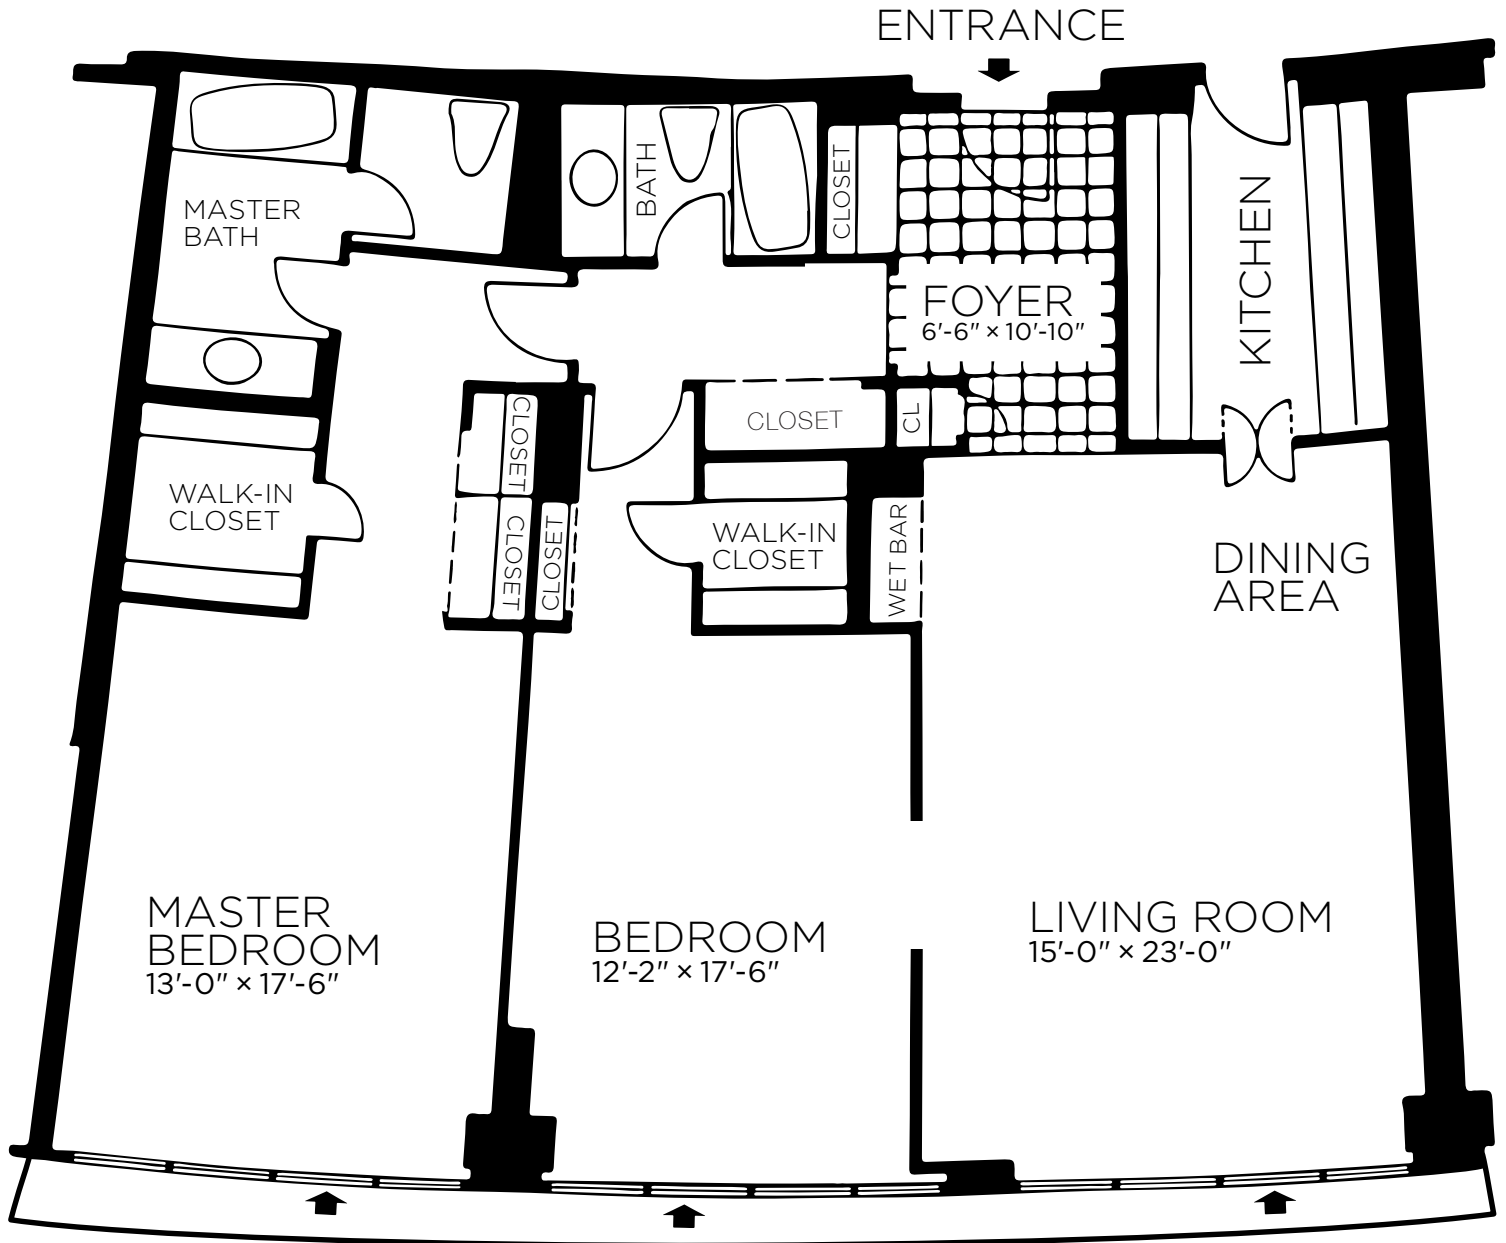 ENTRANCE
MASTER
BATH
BATH
CLOSET
FOYER
6'-6" × 10'-10"
KITCHEN
CLOSET
CLOSET
CL
WALK-IN
CLOSET
CLOSET
CLOSET
WALK-IN
CLOSET
WET BAR
DINING
AREA
MASTER
BEDROOM
13'-0" × 17'-6"
BEDROOM
12'-2" × 17'-6"
LIVING ROOM
15'-0" × 23'-0"